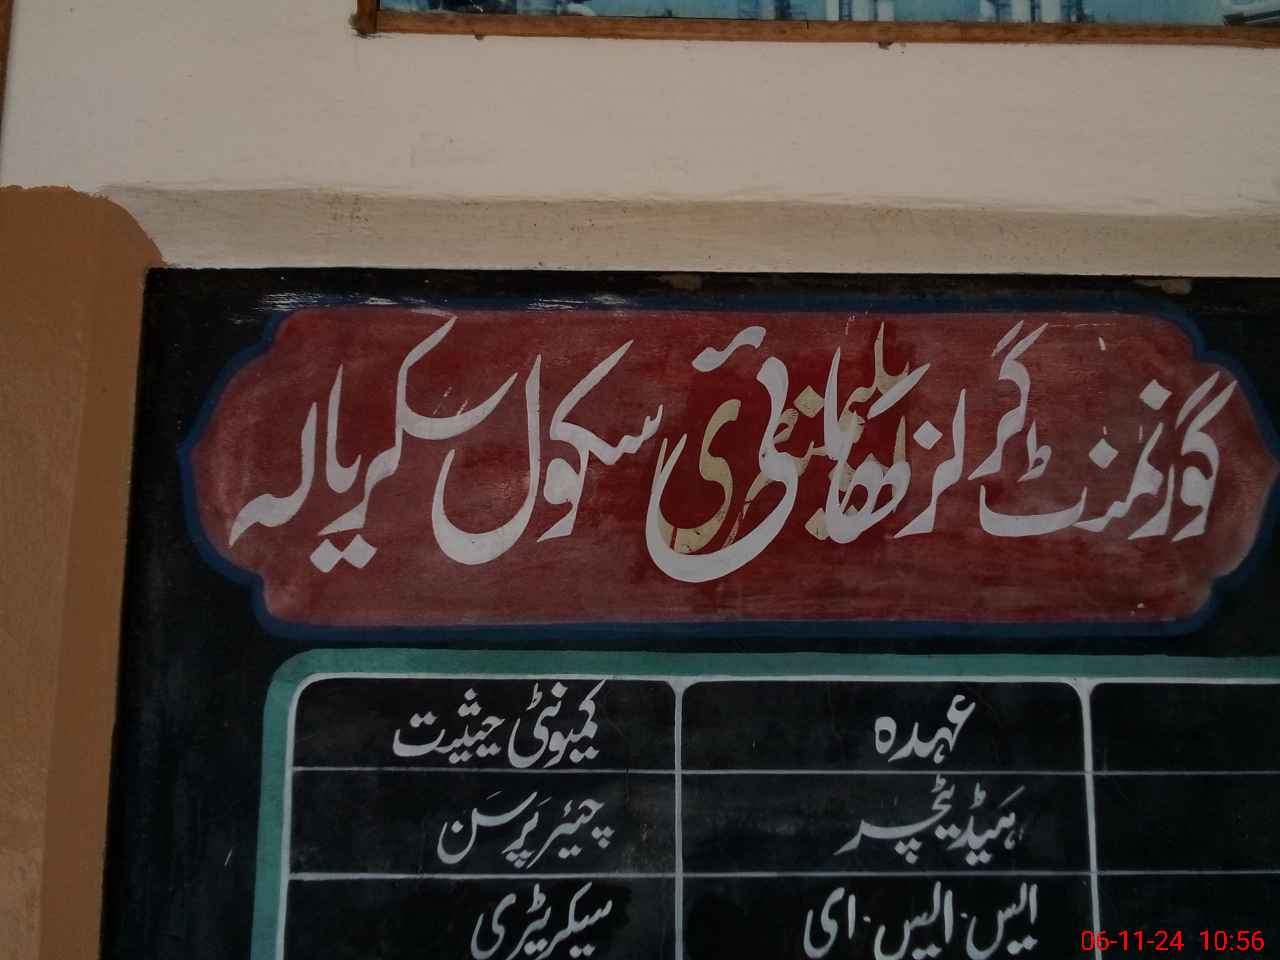 گورنمنٹ گرلز ہائی سکول سکریالہ
عہدہ کمیونٹی حیثیت
ہیڈ ٹیچر چیئر پرسن
ایس۔ ایس۔ ای سیکریٹری
06-11-24 10:56